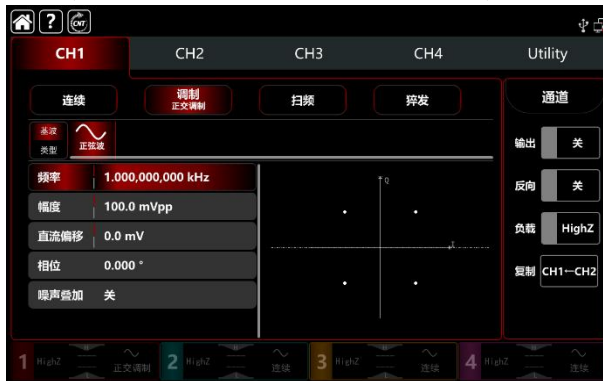 ? CNT
CH1 CH2 CH3 CH4 Utility
连续 调制 扫频 猝发 通道
正交调制
基波
类型 正弦波
输出 关
频率 1.000,000,000 kHz
Q
反向 关
幅度 100.0 mVpp
负载 HighZ
直流偏移 0.0 mV
I
相位 0.000 °
复制 CH1←CH2
噪声叠加 关
1 HighZ 正交调制 2 HighZ 连续 3 HighZ 连续 4 HighZ 连续